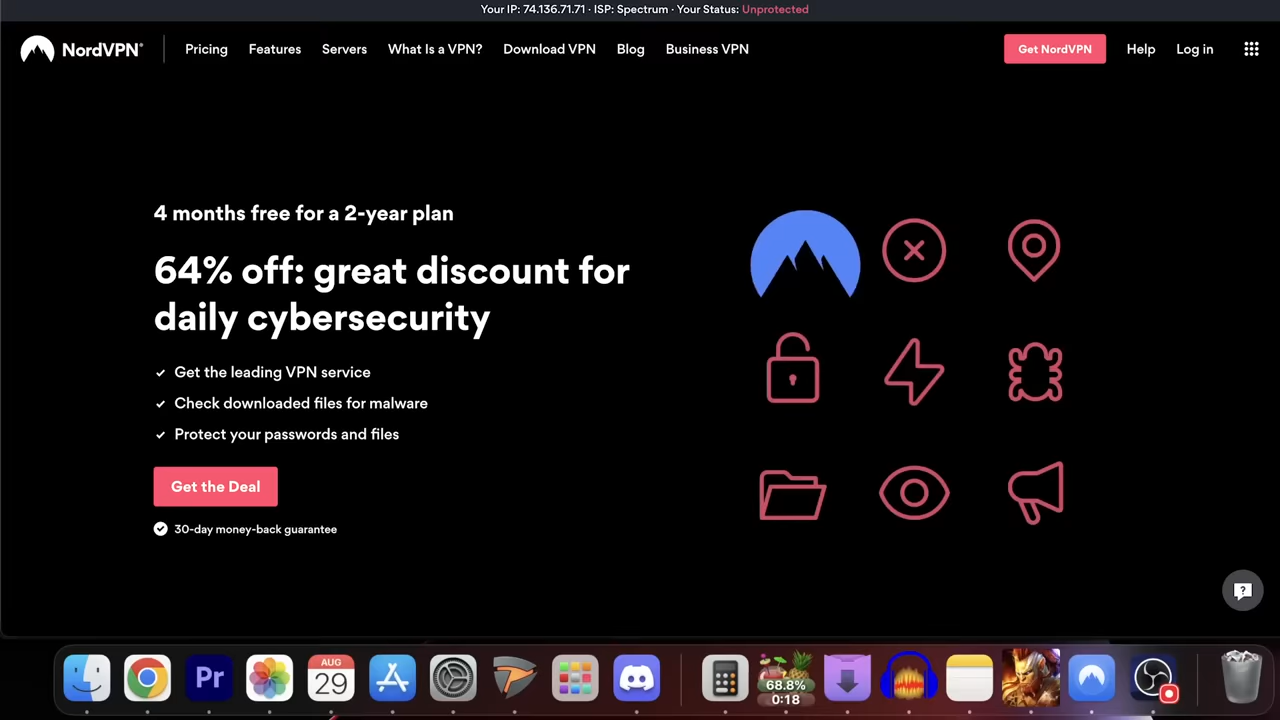 Your IP: 74.136.71.71 · ISP: Spectrum · Your Status: Unprotected
NordVPN®
Pricing
Features
Servers
What Is a VPN?
Download VPN
Blog
Business VPN
Get NordVPN
Help
Log in
4 months free for a 2-year plan
64% off: great discount for
daily cybersecurity
Get the leading VPN service
Check downloaded files for malware
Protect your passwords and files
Get the Deal
30-day money-back guarantee
?
Pr
AUG
29
68.8%
0:18